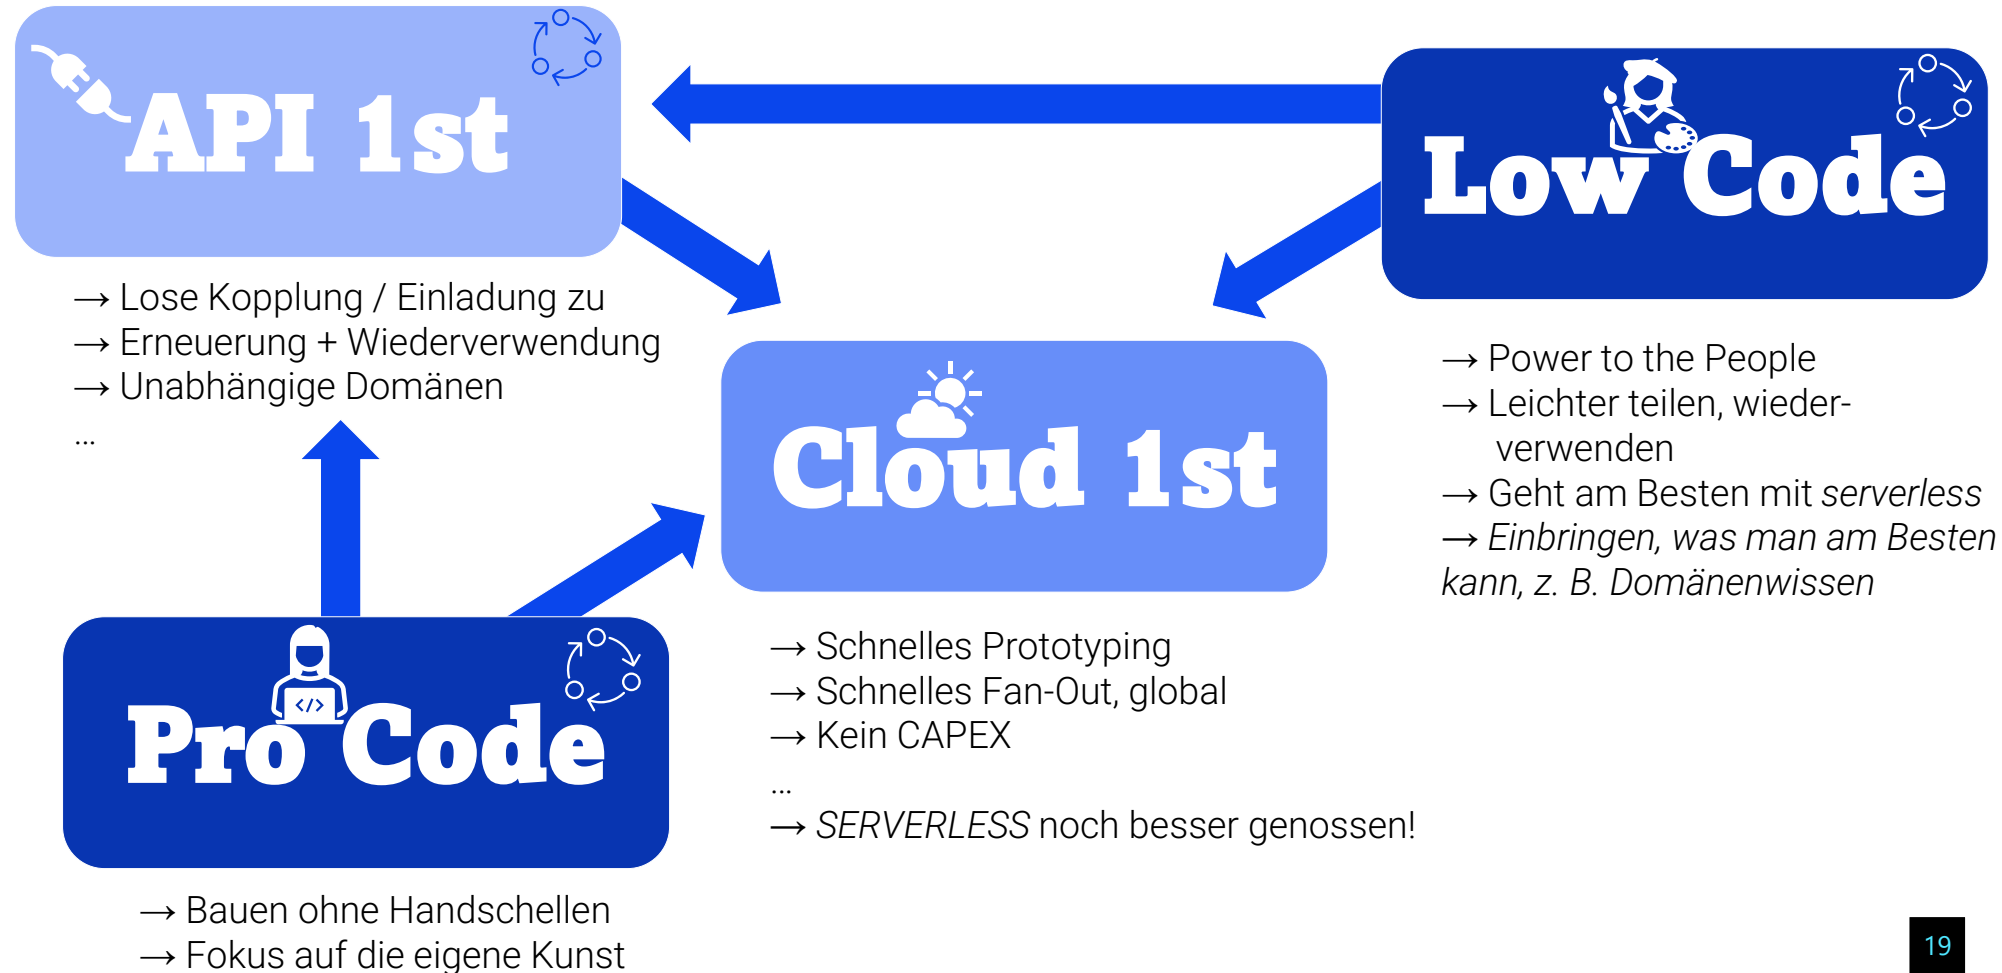 API 1st
→ Lose Kopplung / Einladung zu
→ Erneuerung + Wiederverwendung
→ Unabhängige Domänen
...
Low Code
→ Power to the People
→ Leichter teilen, wieder-
verwenden
→ Geht am Besten mit serverless
→ Einbringen, was man am Besten
kann, z. B. Domänenwissen
Cloud 1st
→ Schnelles Prototyping
→ Schnelles Fan-Out, global
→ Kein CAPEX
...
→ SERVERLESS noch besser genossen!
</>
Pro Code
→ Bauen ohne Handschellen
→ Fokus auf die eigene Kunst
19